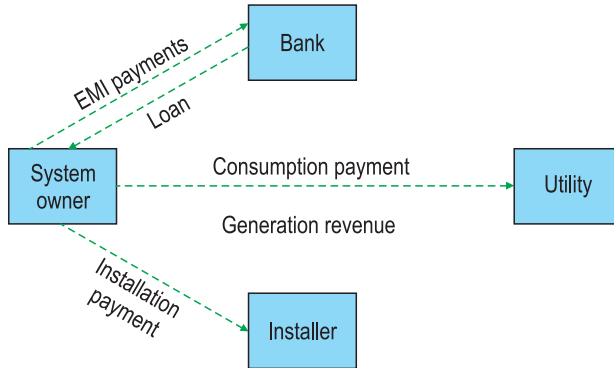 Bank
EMI payments
Loan
System
owner
Consumption payment
Utility
Generation revenue
Installation
payment
Installer